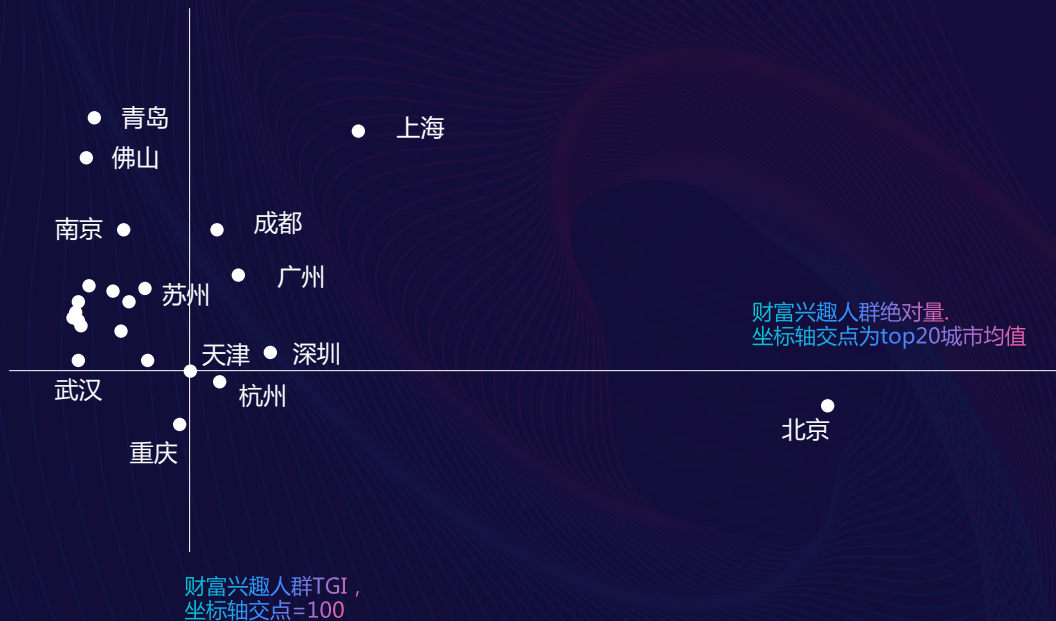 青岛
上海
佛山
南京
成都
广州
苏州
财富兴趣人群绝对量.
坐标轴交点为top20城市均值
天津
深圳
武汉
杭州
北京
重庆
财富兴趣人群TGI，
坐标轴交点=100